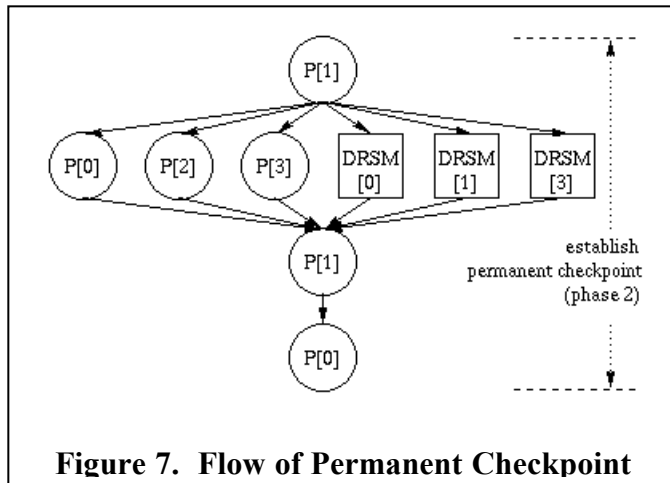 P[1]
P[0] P[2] P[3] DRSM [0] DRSM [1] DRSM [3]
P[1]
establish
permanent checkpoint
(phase 2)
P[0]
Figure 7. Flow of Permanent Checkpoint